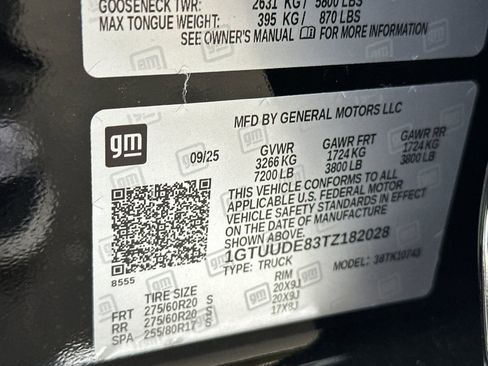 GOOSENECK TWR: 2631 KG / 5800 LBS
MAX TONGUE WEIGHT: 395 KG / 870 LBS
SEE OWNER'S MANUAL FOR MORE INFORMATION
MFD BY GENERAL MOTORS LLC
gm
09/25
GVWR GAWR FRT GAWR RR
3266 KG 1724 KG 1724 KG
7200 LB 3800 LB 3800 LB
THIS VEHICLE CONFORMS TO ALL
APPLICABLE U.S. FEDERAL MOTOR
VEHICLE SAFETY STANDARDS IN EFFECT
ON THE DATE OF MANUFACTURE
1GTUUDE83TZ182028
TYPE: TRUCK MODEL: 38TK10743
8555
TIRE SIZE RIM
FRT 275/60R20 S 20X9J
RR 275/60R20 S 20X9J
SPA 255/80R17 S 17X8J